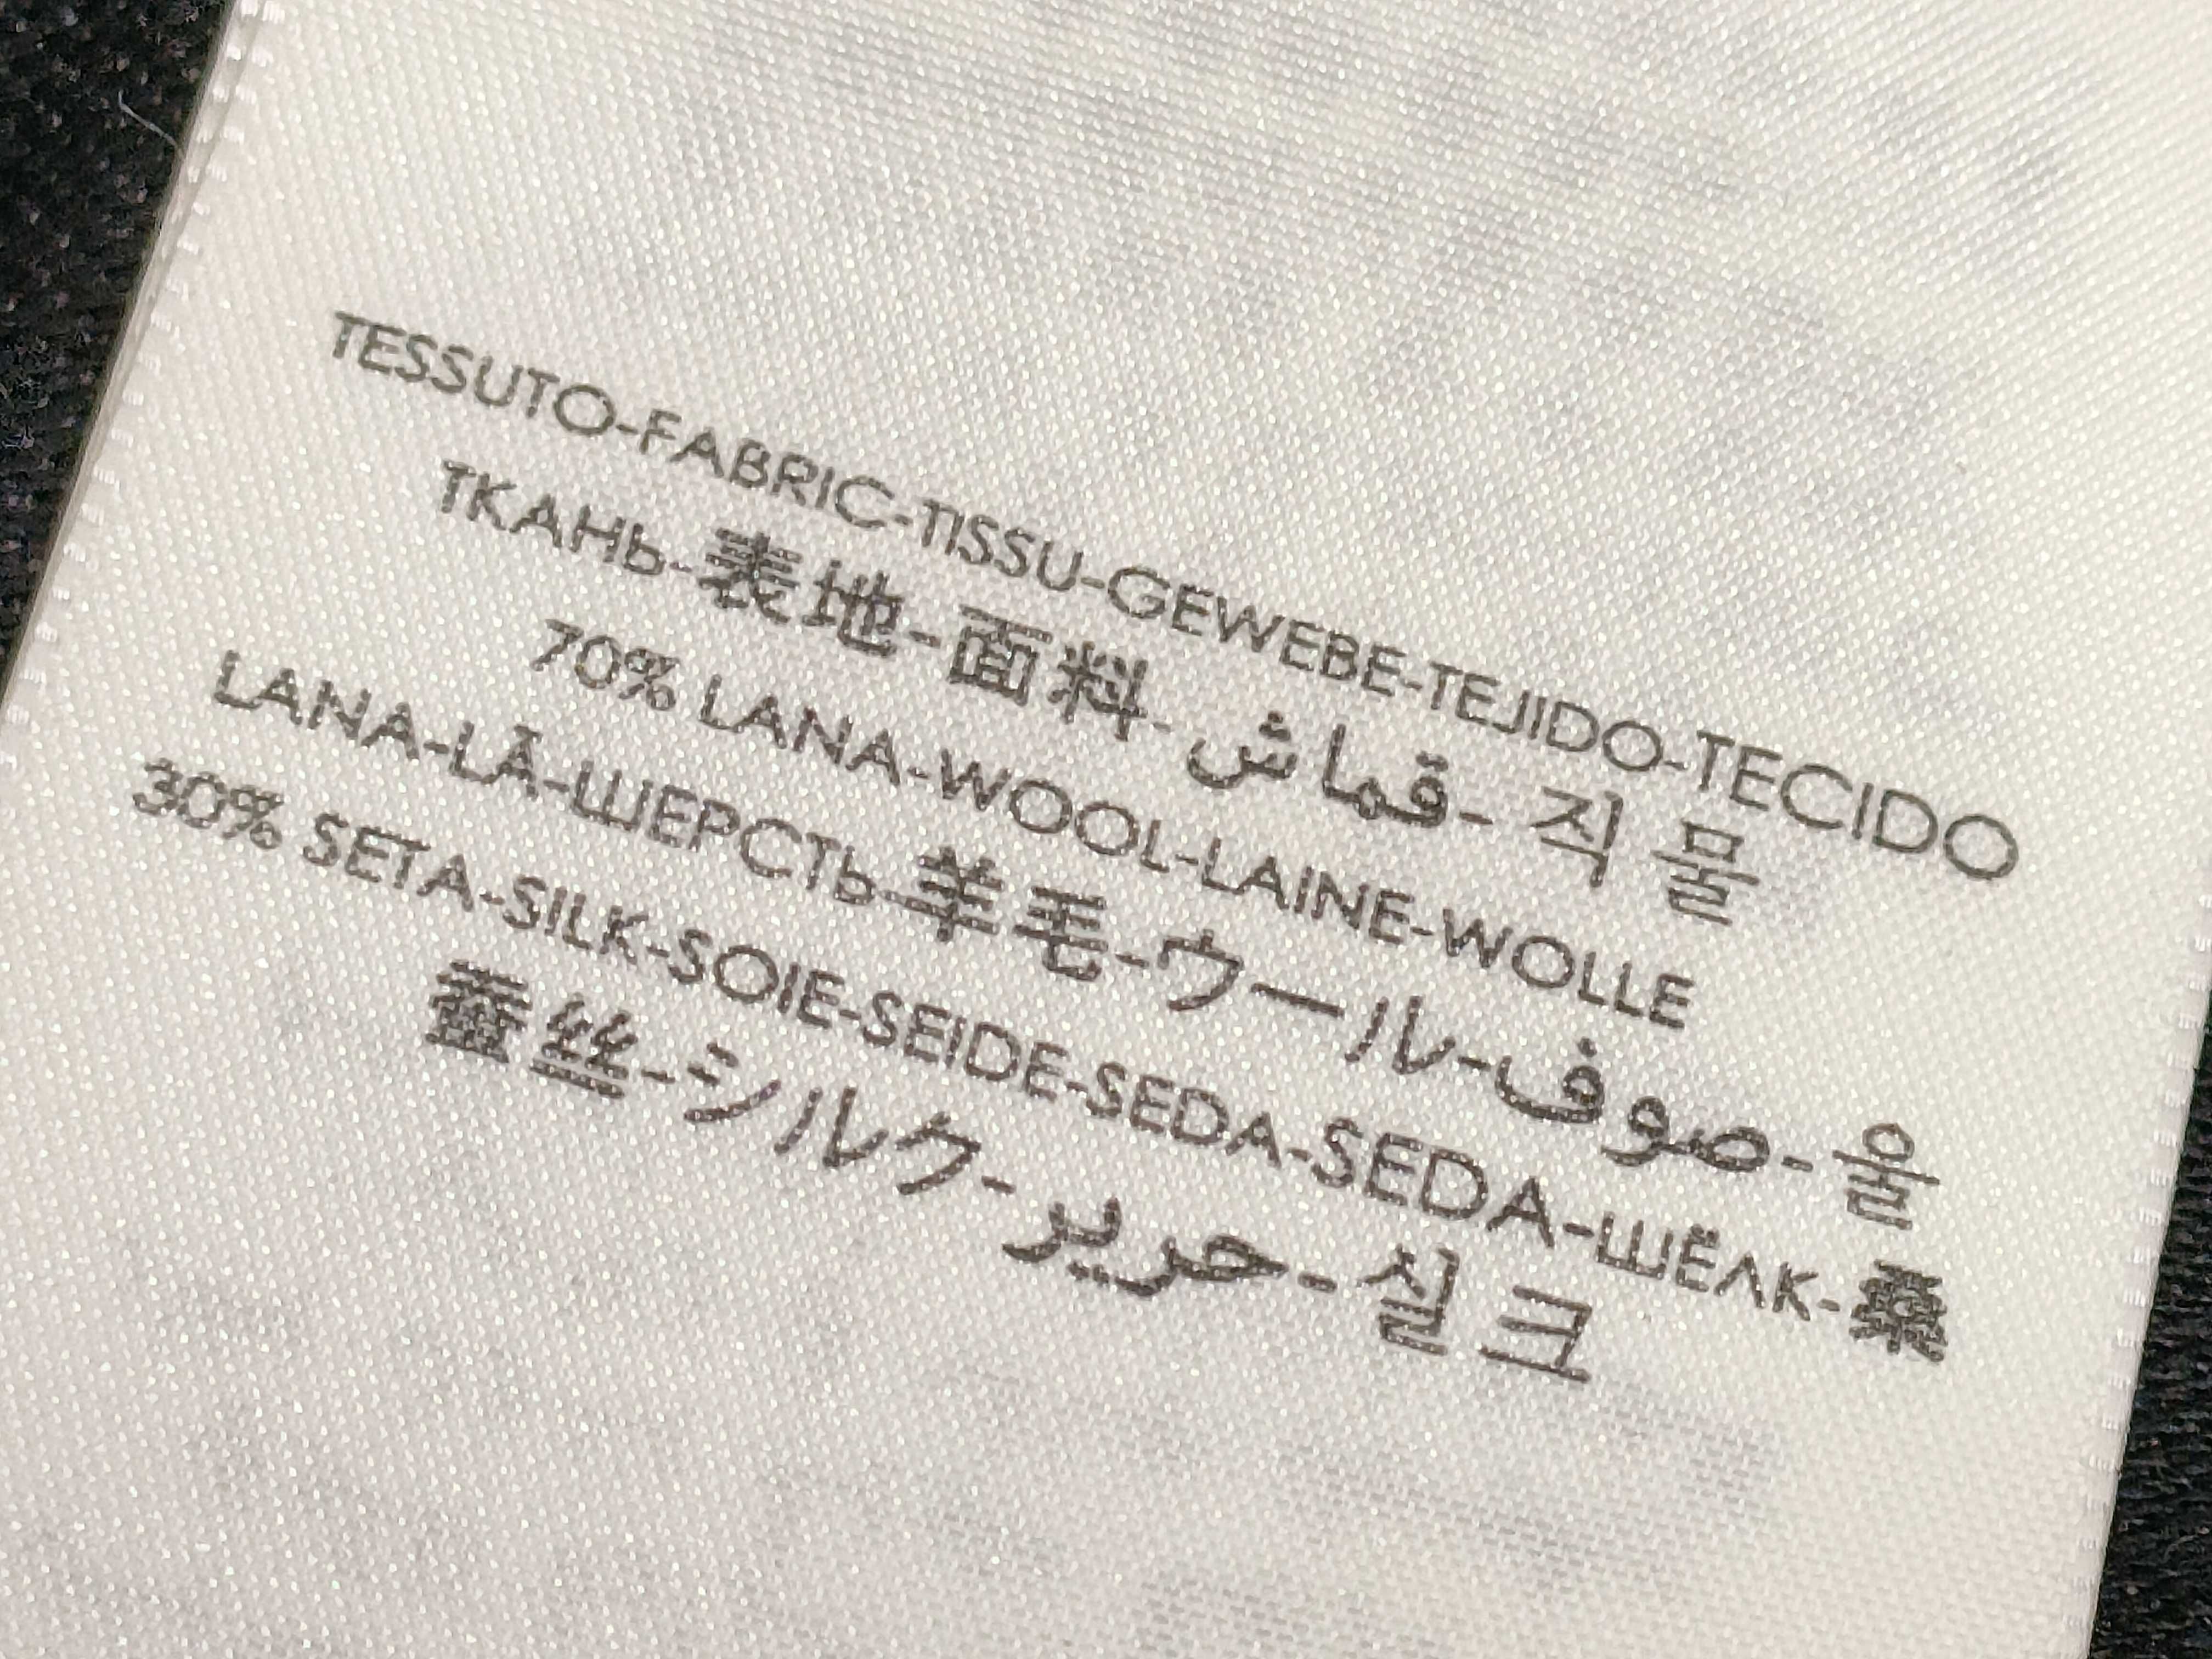 TESSUTO-FABRIC-TISSU-GEWEBE-TEJIDO-TECIDO
ТКАНЬ-表地-面料-قماش-직물
70% LANA-WOOL-LAINE-WOLLE
LANA-LÃ-ШЕРСТЬ-羊毛-ウール-صوف-울
30% SETA-SILK-SOIE-SEIDE-SEDA-SEDA-ШЁЛК-桑
蚕丝-シルク-حرير-실크